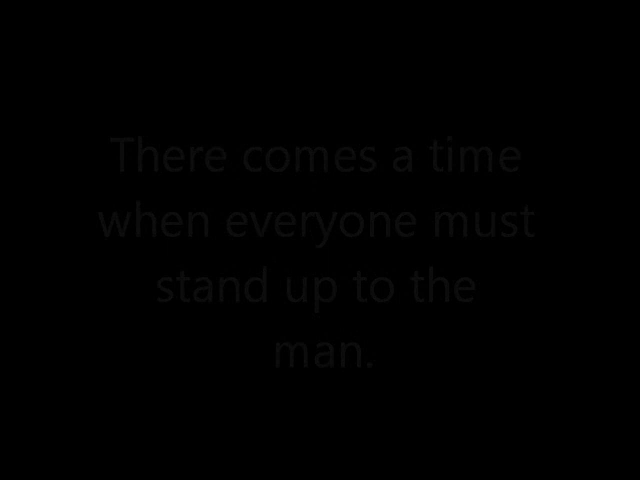 There comes a time
when everyone must
stand up to the
man.